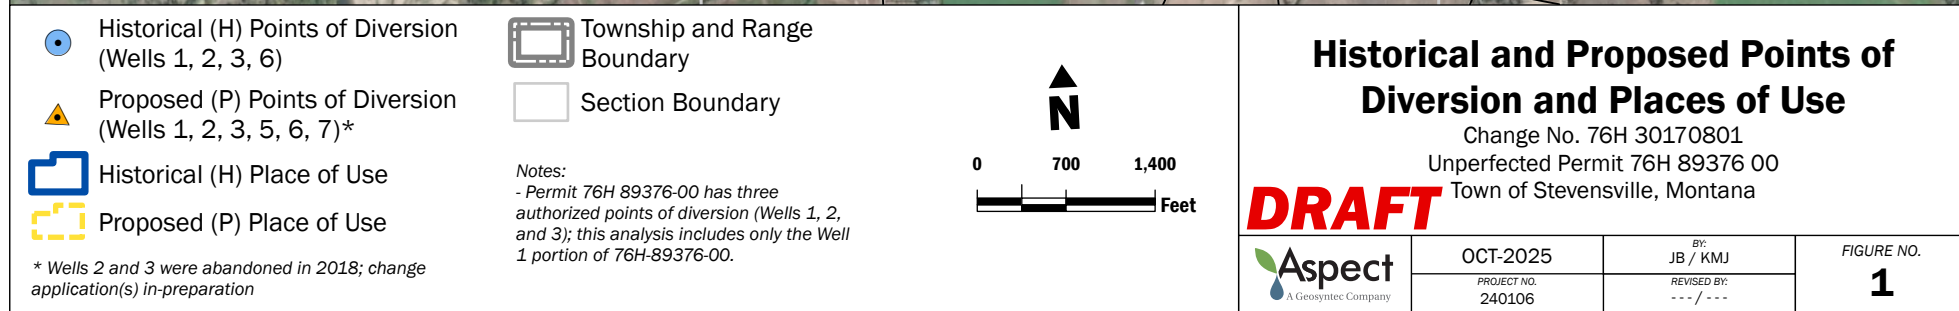 Historical (H) Points of Diversion
(Wells 1, 2, 3, 6)
Proposed (P) Points of Diversion
(Wells 1, 2, 3, 5, 6, 7)*
Historical (H) Place of Use
Proposed (P) Place of Use
* Wells 2 and 3 were abandoned in 2018; change
application(s) in-preparation
Township and Range
Boundary
Section Boundary
Notes:
- Permit 76H 89376-00 has three
authorized points of diversion (Wells 1, 2,
and 3); this analysis includes only the Well
1 portion of 76H-89376-00.
N
0 700 1,400
Feet
Historical and Proposed Points of
Diversion and Places of Use
Change No. 76H 30170801
Unperfected Permit 76H 89376 00
Town of Stevensville, Montana
DRAFT
Aspect
A Geosyntec Company
OCT-2025
PROJECT NO.
240106
BY:
JB / KMJ
REVISED BY:
- - - / - - -
FIGURE NO.
1